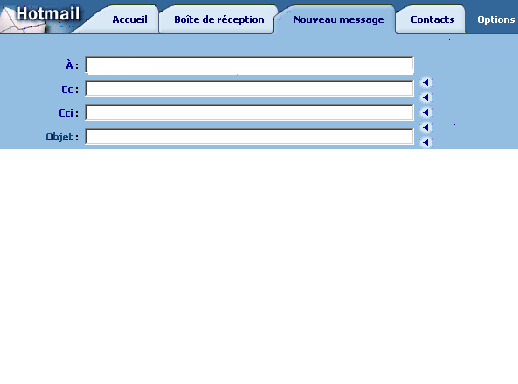 Hotmail Accueil Boîte de réception Nouveau message Contacts Options
À :
Cc :
Cci :
Objet :